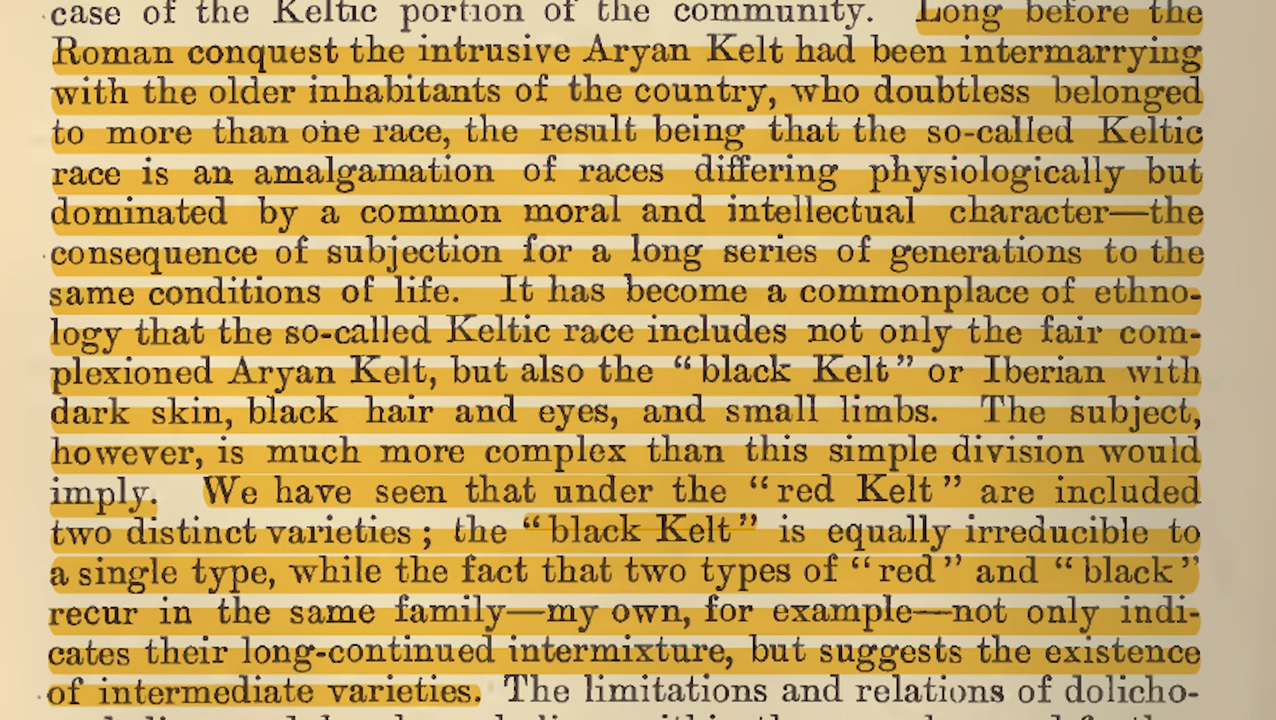 case of the Keltic portion of the community. Long before the
Roman conquest the intrusive Aryan Kelt had been intermarrying
with the older inhabitants of the country, who doubtless belonged
to more than one race, the result being that the so-called Keltic
race is an amalgamation of races differing physiologically but
dominated by a common moral and intellectual character—the
consequence of subjection for a long series of generations to the
same conditions of life. It has become a commonplace of ethno-
logy that the so-called Keltic race includes not only the fair com-
plexioned Aryan Kelt, but also the “black Kelt” or Iberian with
dark skin, black hair and eyes, and small limbs. The subject,
however, is much more complex than this simple division would
imply. We have seen that under the “red Kelt” are included
two distinct varieties; the “black Kelt” is equally irreducible to
a single type, while the fact that two types of “red” and “black”
recur in the same family—my own, for example—not only indi-
cates their long-continued intermixture, but suggests the existence
of intermediate varieties. The limitations and relations of dolicho-